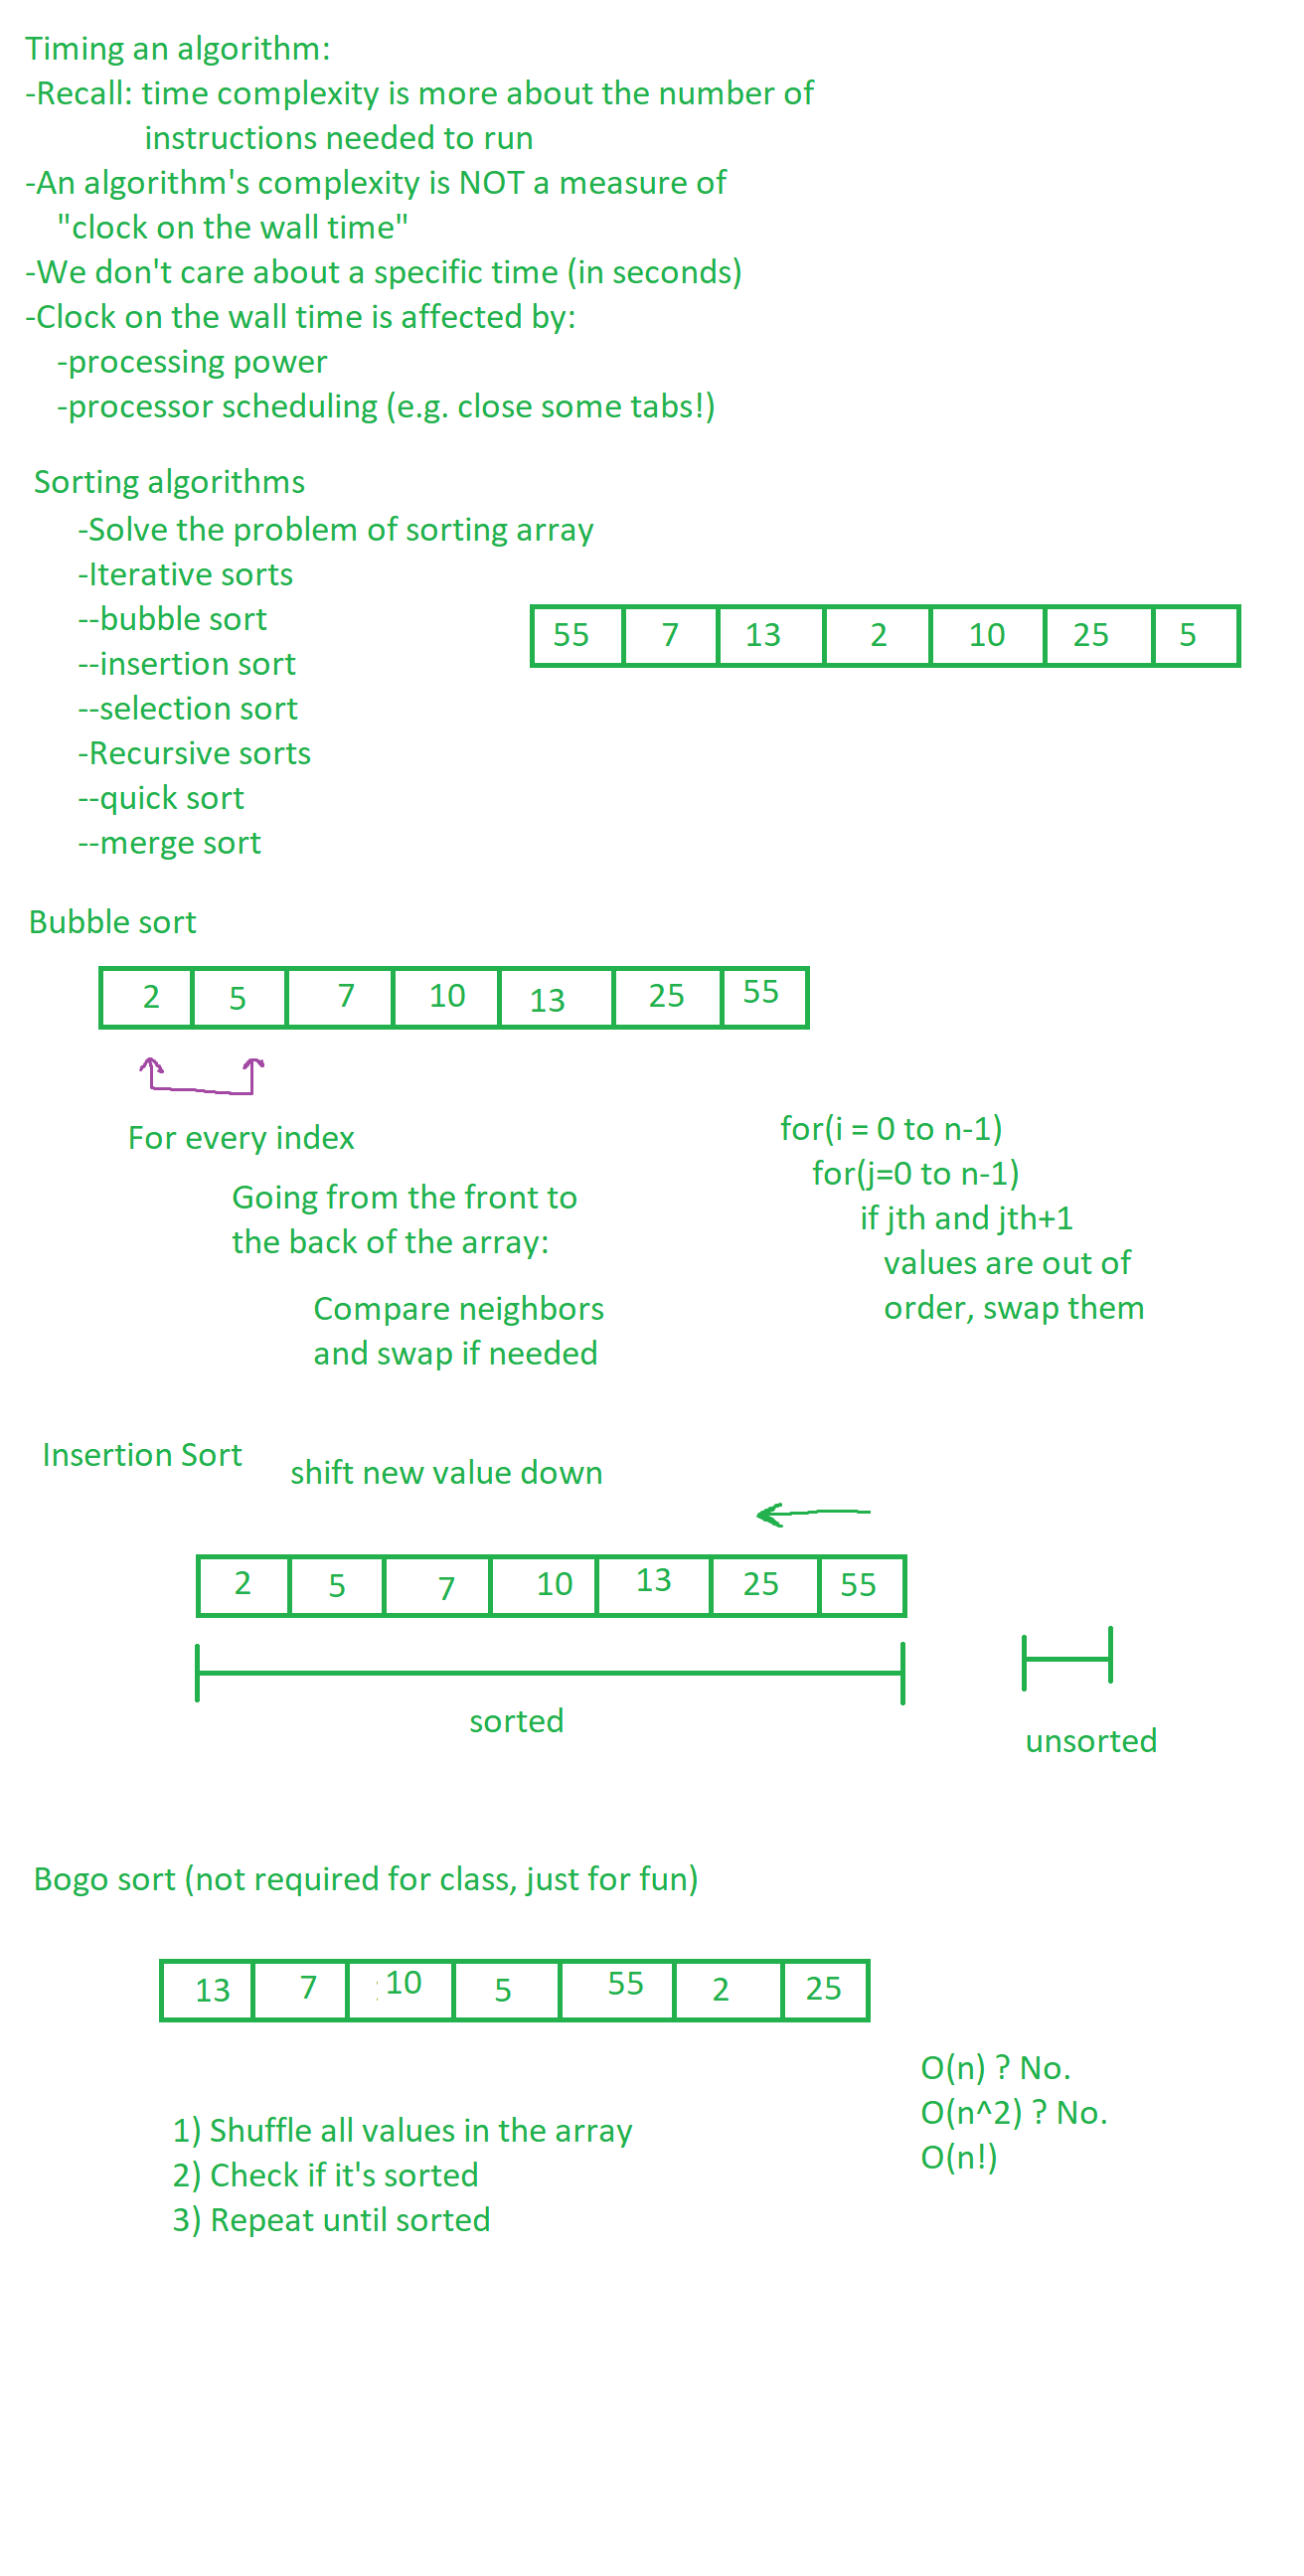 Timing an algorithm:
-Recall: time complexity is more about the number of
instructions needed to run
-An algorithm's complexity is NOT a measure of
"clock on the wall time"
-We don't care about a specific time (in seconds)
-Clock on the wall time is affected by:
-processing power
-processor scheduling (e.g. close some tabs!)
Sorting algorithms
-Solve the problem of sorting array
-Iterative sorts
--bubble sort
--insertion sort
--selection sort
-Recursive sorts
--quick sort
--merge sort
55 7 13 2 10 25 5
Bubble sort
2 5 7 10 13 25 55
For every index
Going from the front to
the back of the array:
Compare neighbors
and swap if needed
for(i = 0 to n-1)
for(j=0 to n-1)
if jth and jth+1
values are out of
order, swap them
Insertion Sort
shift new value down
2 5 7 10 13 25 55
sorted
unsorted
Bogo sort (not required for class, just for fun)
13 7 10 5 55 2 25
1) Shuffle all values in the array
2) Check if it's sorted
3) Repeat until sorted
O(n) ? No.
O(n^2) ? No.
O(n!)